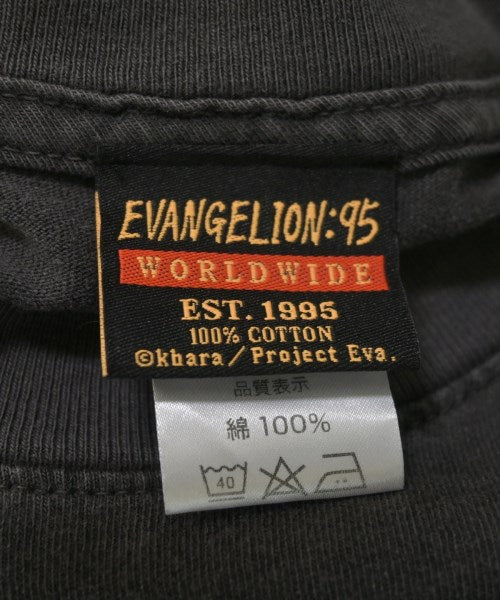 EVANGELION:95
WORLDWIDE
EST. 1995
100% COTTON
©khara/Project Eva.
品質表示
綿 100%
40